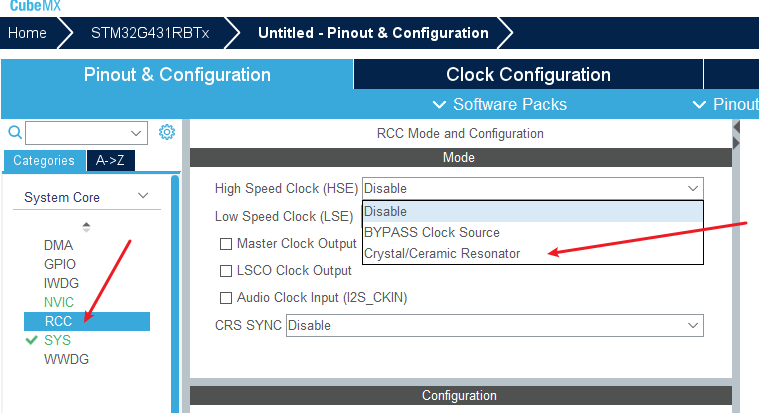 CubeMX
Home STM32G431RBTx Untitled - Pinout & Configuration
Pinout & Configuration Clock Configuration
Software Packs Pinout
RCC Mode and Configuration
Categories A->Z
Mode
System Core
High Speed Clock (HSE) Disable
Low Speed Clock (LSE) Disable
BYPASS Clock Source
Crystal/Ceramic Resonator
Master Clock Output
LSCO Clock Output
Audio Clock Input (I2S_CKIN)
CRS SYNC Disable
DMA
GPIO
IWDG
NVIC
RCC
SYS
WWDG
Configuration